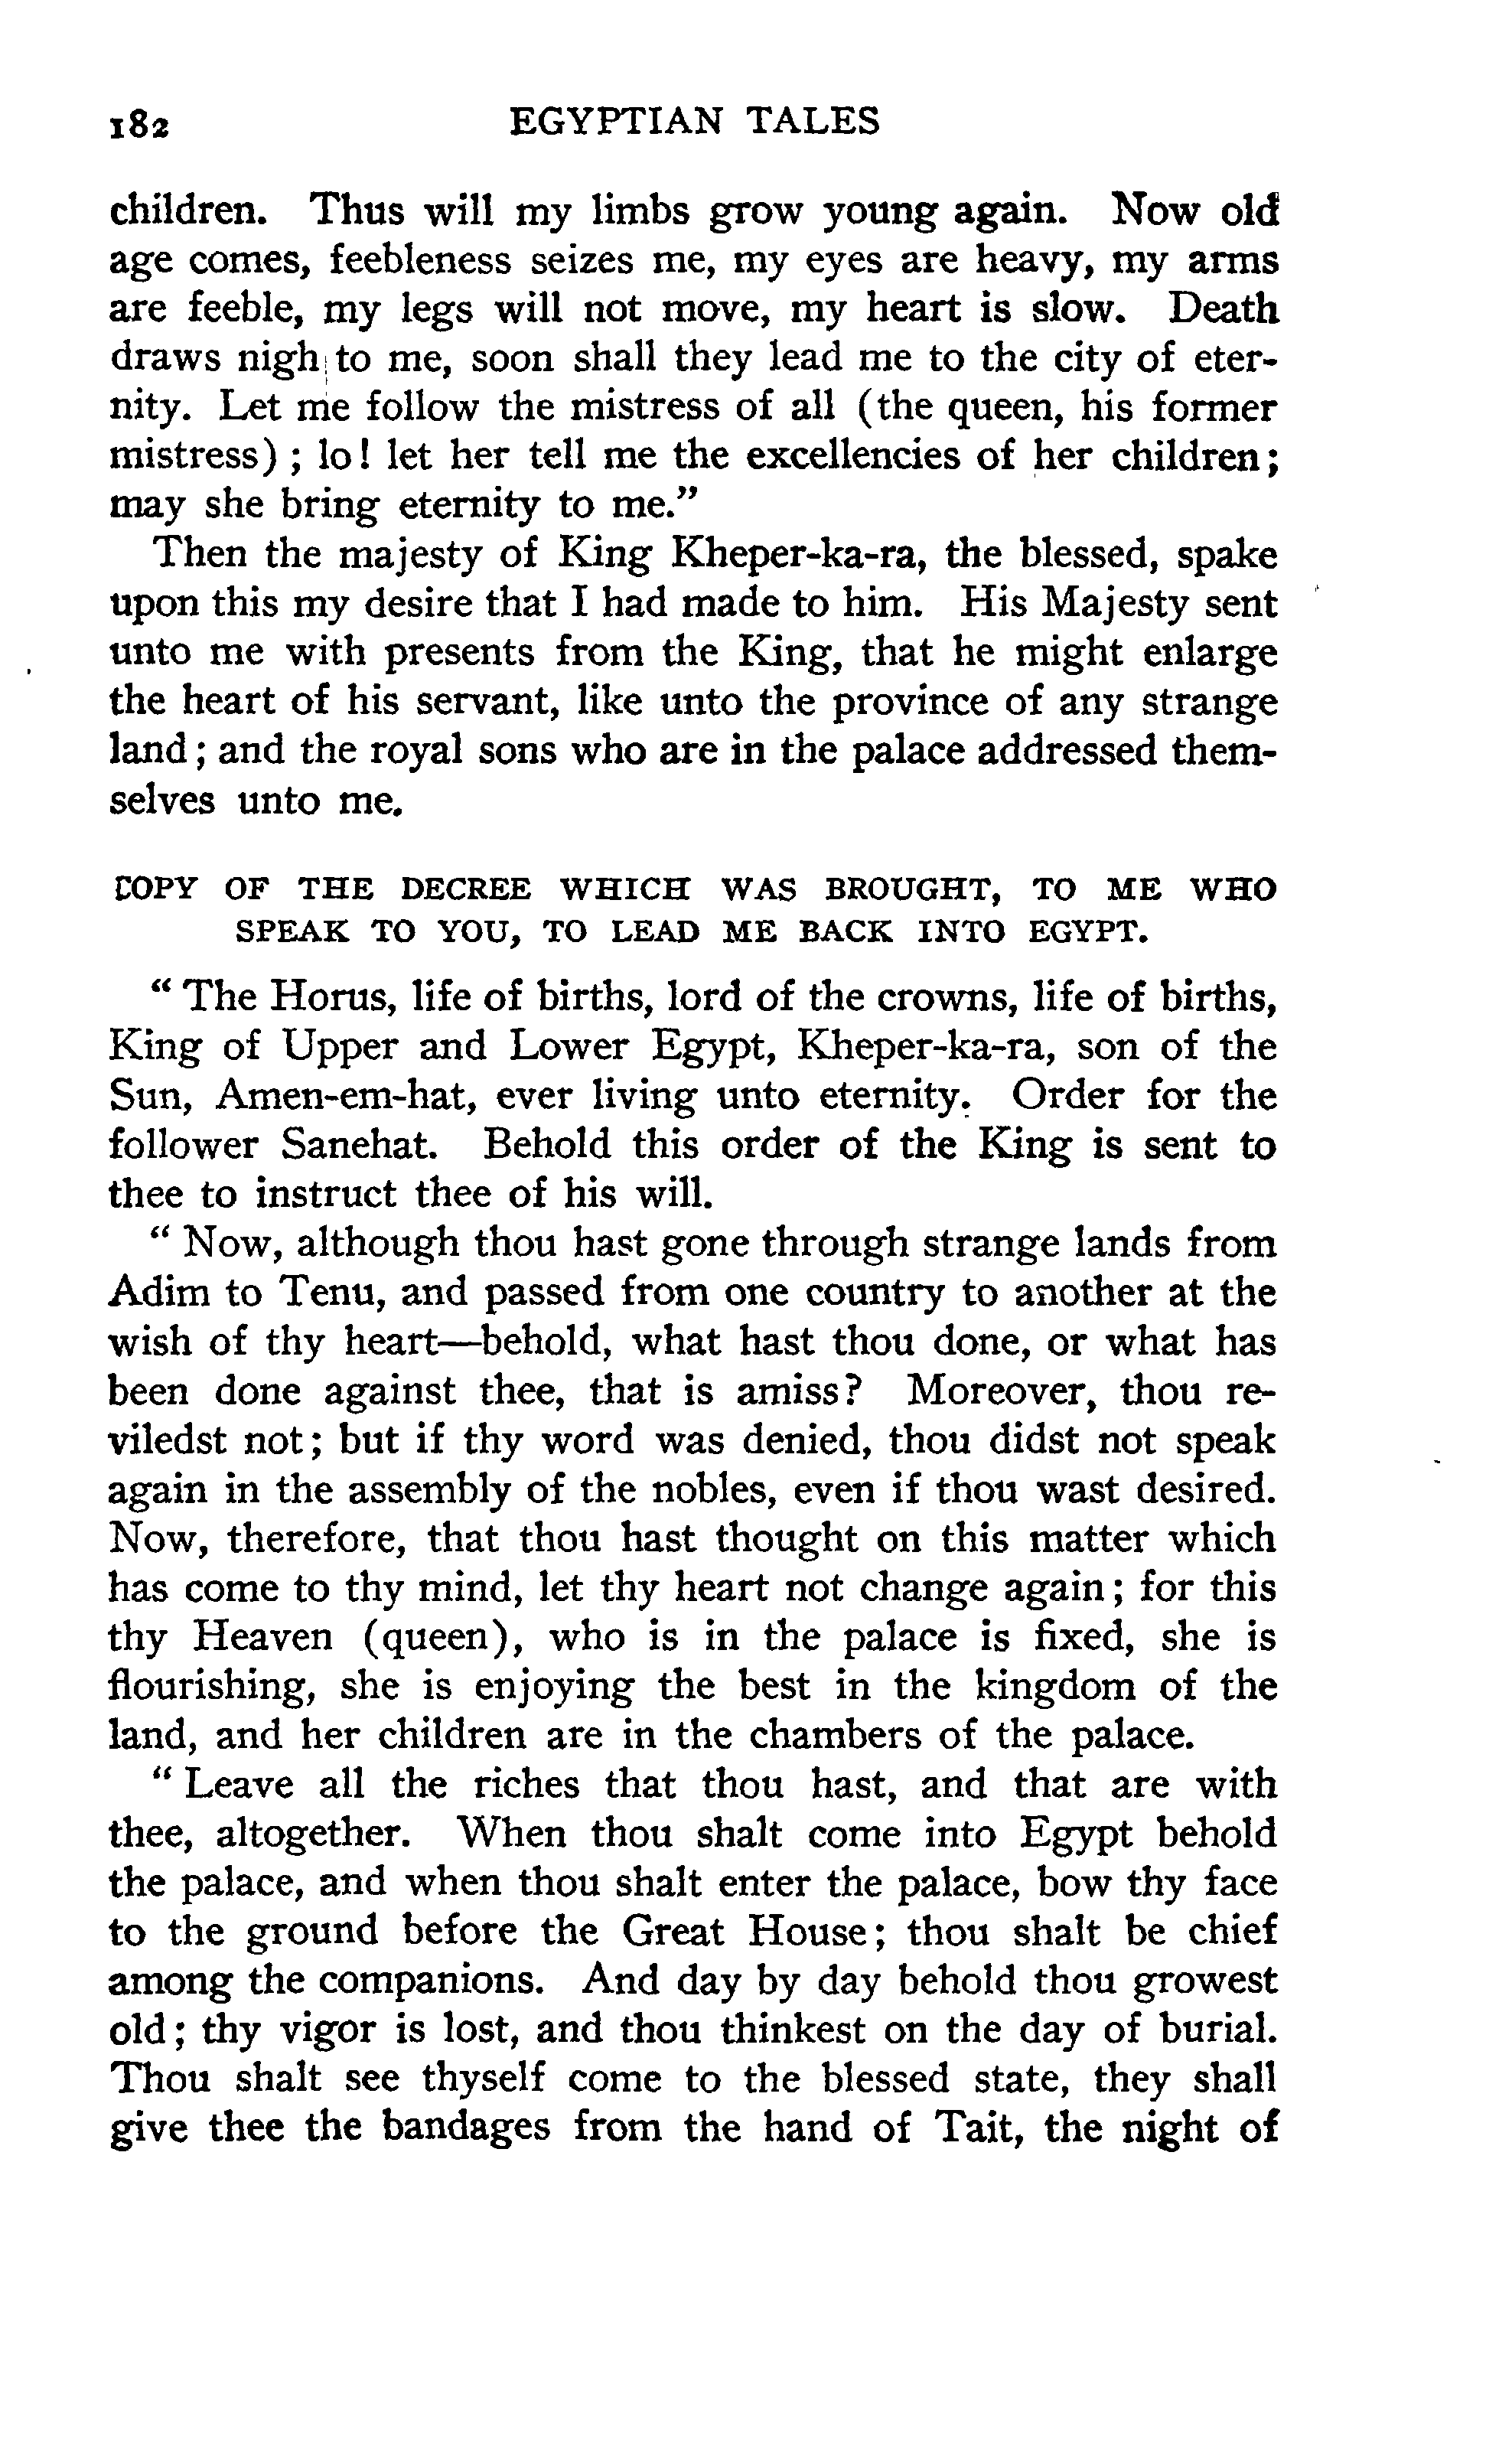 182 EGYPTIAN TALES
children. Thus will my limbs grow young again. Now old
age comes, feebleness seizes me, my eyes are heavy, my arms
are feeble, my legs will not move, my heart is slow. Death
draws nigh to me, soon shall they lead me to the city of eter-
nity. Let me follow the mistress of all (the queen, his former
mistress) ; lo! let her tell me the excellencies of her children;
may she bring eternity to me."
Then the majesty of King Kheper-ka-ra, the blessed, spake
upon this my desire that I had made to him. His Majesty sent
unto me with presents from the King, that he might enlarge
the heart of his servant, like unto the province of any strange
land; and the royal sons who are in the palace addressed them-
selves unto me.
COPY OF THE DECREE WHICH WAS BROUGHT, TO ME WHO
SPEAK TO YOU, TO LEAD ME BACK INTO EGYPT.
"The Horus, life of births, lord of the crowns, life of births,
King of Upper and Lower Egypt, Kheper-ka-ra, son of the
Sun, Amen-em-hat, ever living unto eternity. Order for the
follower Sanehat. Behold this order of the King is sent to
thee to instruct thee of his will.
"Now, although thou hast gone through strange lands from
Adim to Tenu, and passed from one country to another at the
wish of thy heart—behold, what hast thou done, or what has
been done against thee, that is amiss? Moreover, thou re-
viledst not; but if thy word was denied, thou didst not speak
again in the assembly of the nobles, even if thou wast desired.
Now, therefore, that thou hast thought on this matter which
has come to thy mind, let thy heart not change again; for this
thy Heaven (queen), who is in the palace is fixed, she is
flourishing, she is enjoying the best in the kingdom of the
land, and her children are in the chambers of the palace.
"Leave all the riches that thou hast, and that are with
thee, altogether. When thou shalt come into Egypt behold
the palace, and when thou shalt enter the palace, bow thy face
to the ground before the Great House; thou shalt be chief
among the companions. And day by day behold thou growest
old; thy vigor is lost, and thou thinkest on the day of burial.
Thou shalt see thyself come to the blessed state, they shall
give thee the bandages from the hand of Tait, the night of